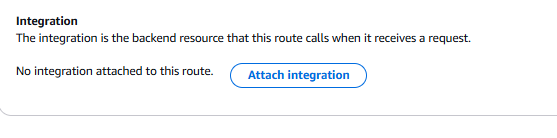 Integration
The integration is the backend resource that this route calls when it receives a request.
No integration attached to this route. Attach integration